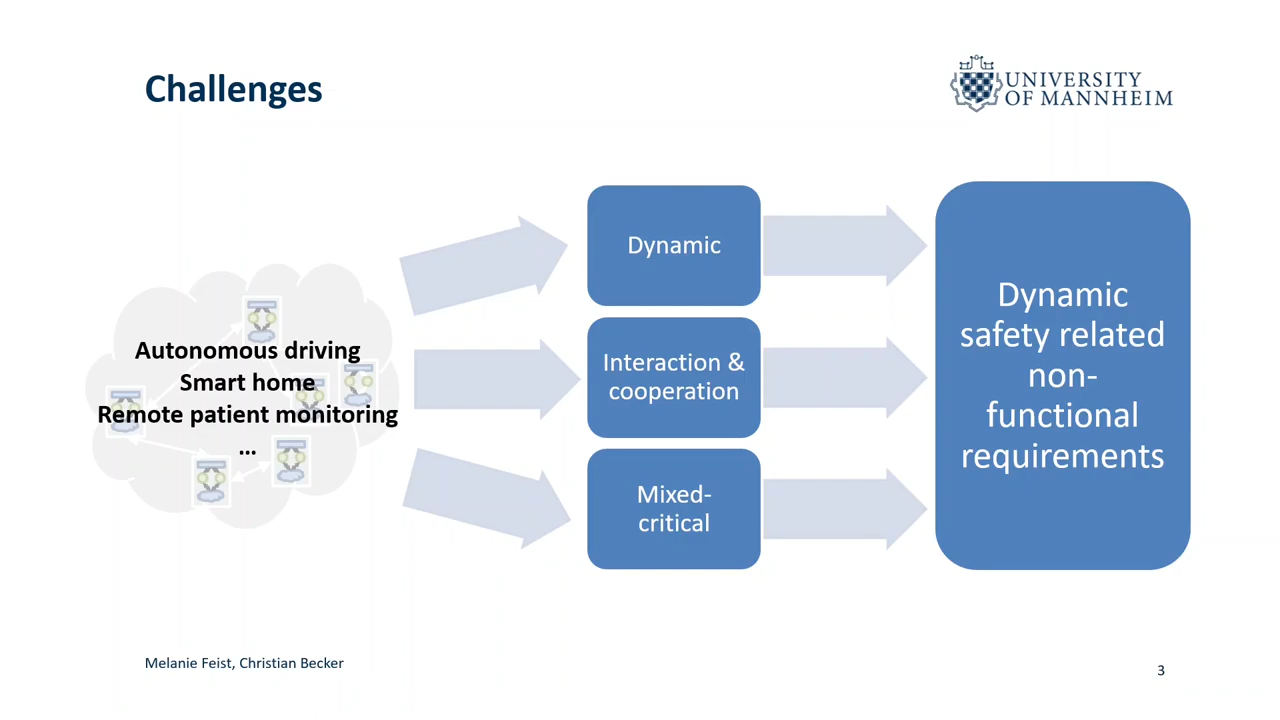 Challenges
UNIVERSITY
OF MANNHEIM
Autonomous driving
Smart home
Remote patient monitoring
...
Dynamic
Interaction &
cooperation
Mixed-
critical
Dynamic
safety related
non-
functional
requirements
Melanie Feist, Christian Becker
3